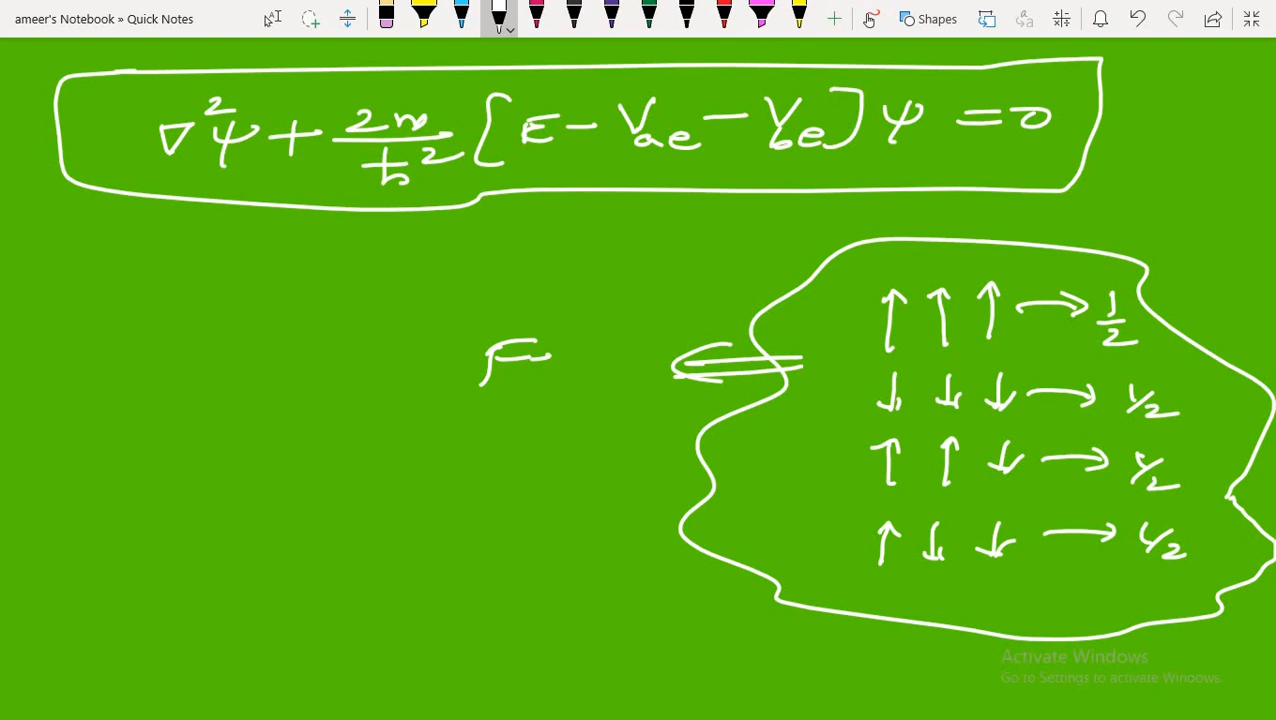 ameer's Notebook » Quick Notes
Shapes
∇²ψ + 2m/ħ² [E − Vae − Vbe] ψ = 0
↑ ↑ ↑ → 1/2
↓ ↓ ↓ → 1/2
↑ ↑ ↓ → 1/2
↑ ↓ ↓ → 1/2
⇐
F
Activate Windows
Go to Settings to activate Windows.